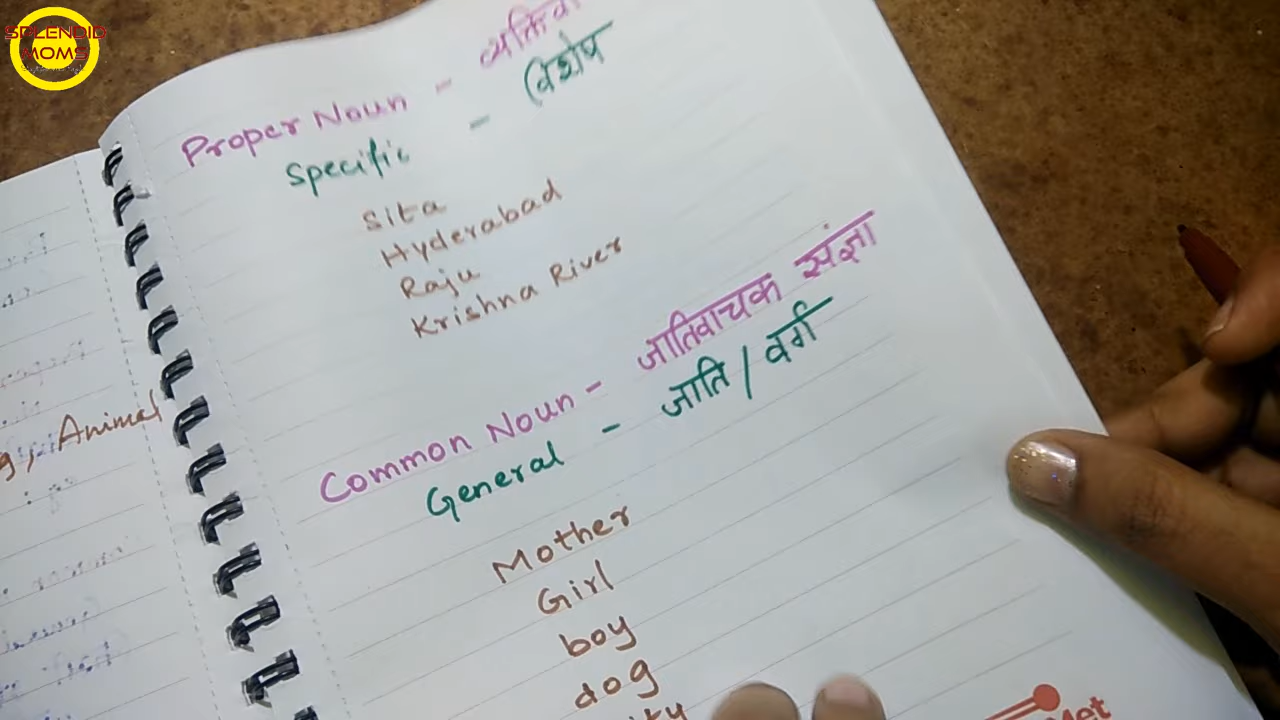 SPLENDID
MOMS
Proper Noun -
Specific - विशेष
Sita
Hyderabad
Raju
Krishna River
Common Noun - जातिवाचक संज्ञा
General - जाति / वर्ग
Mother
Girl
boy
dog
Animal
Met